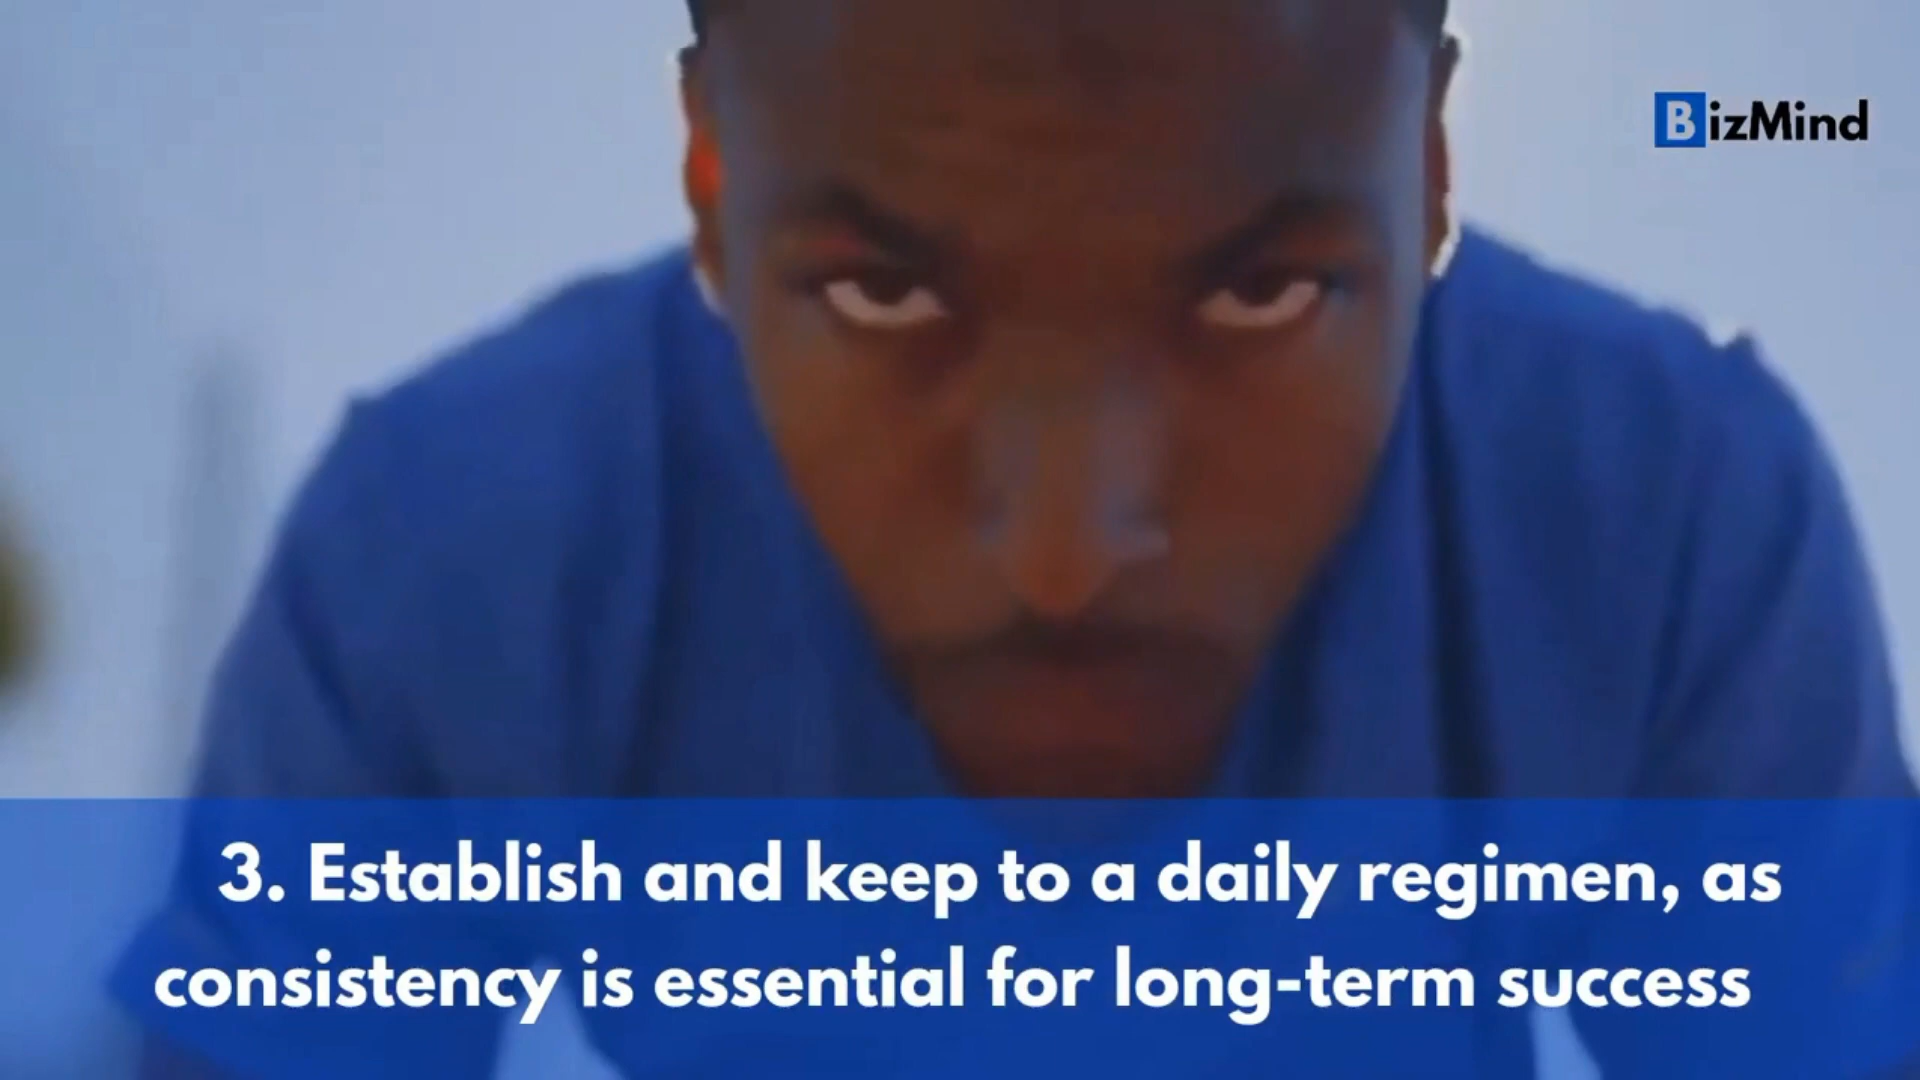 BizMind
3. Establish and keep to a daily regimen, as
consistency is essential for long-term success